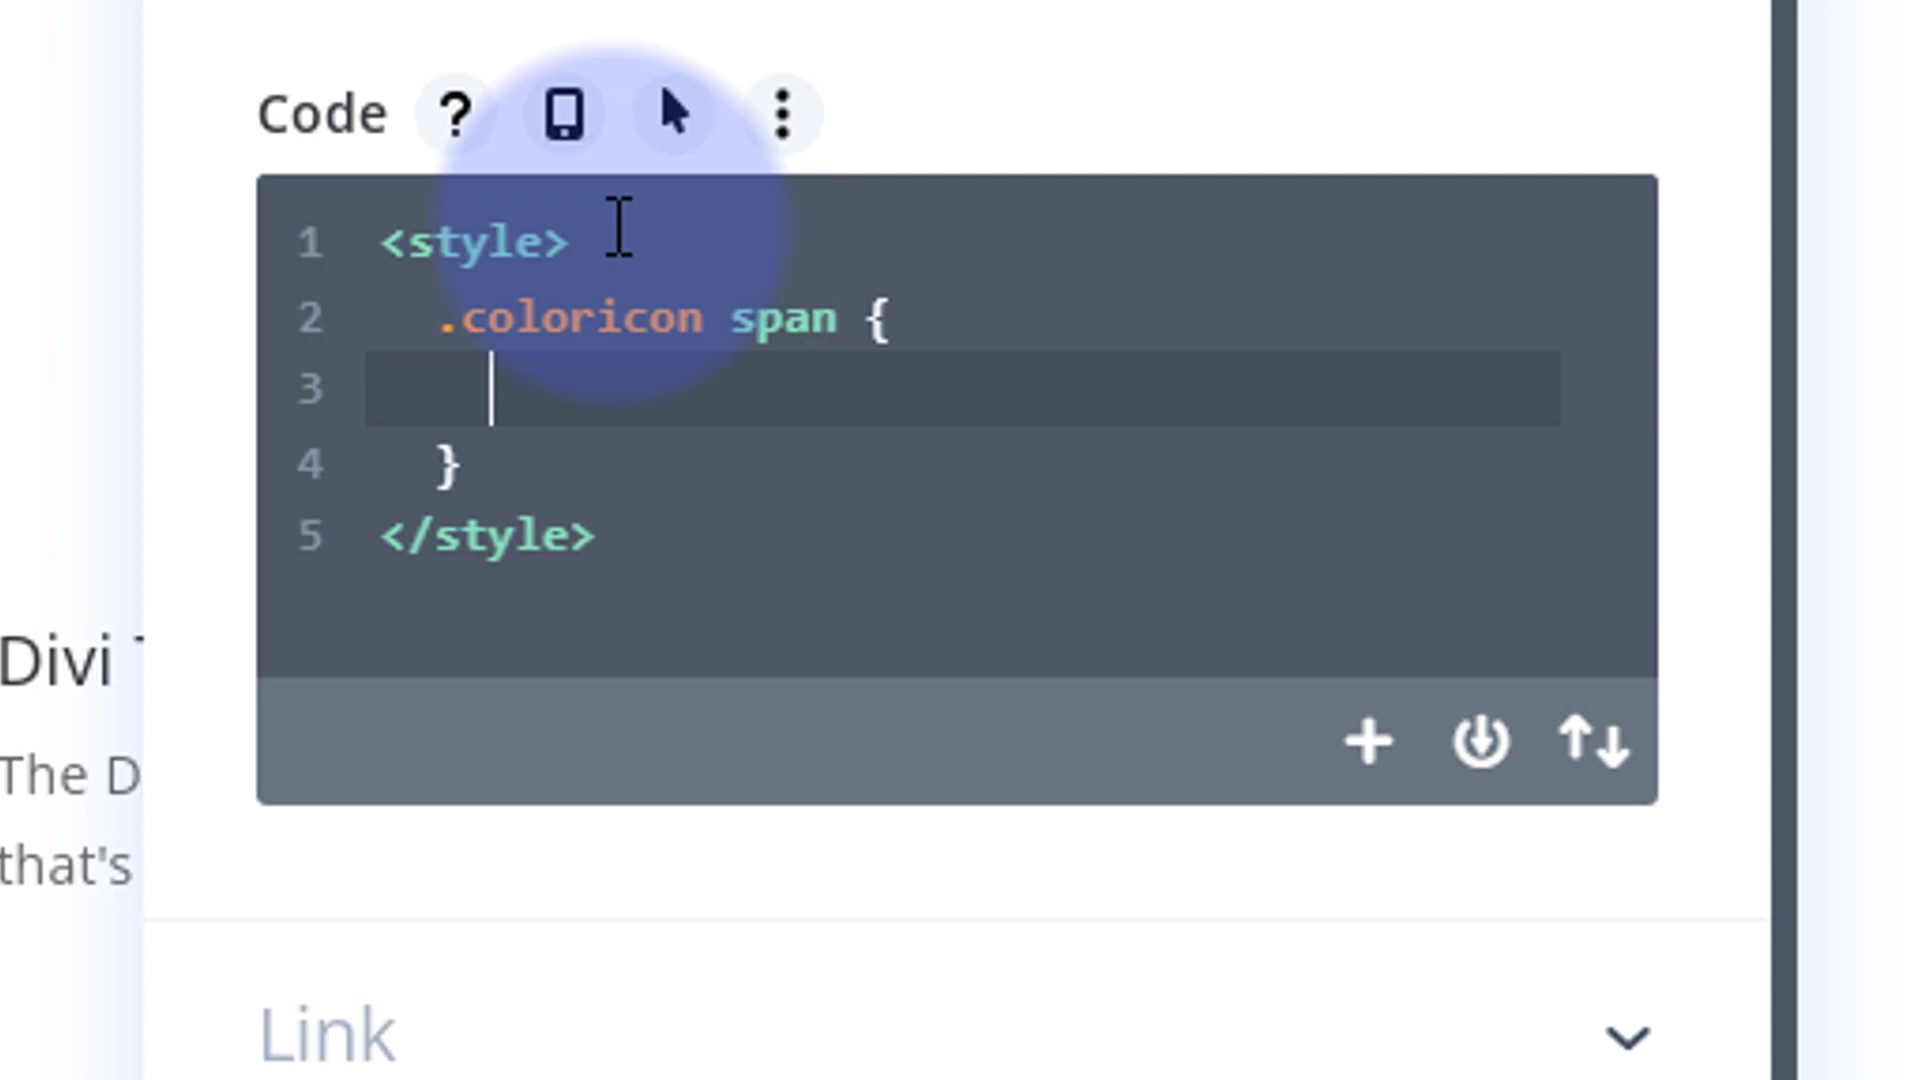 Code ?
1 <style>
2 .coloricon span {
3
4 }
5 </style>
Divi
The D
that's
Link